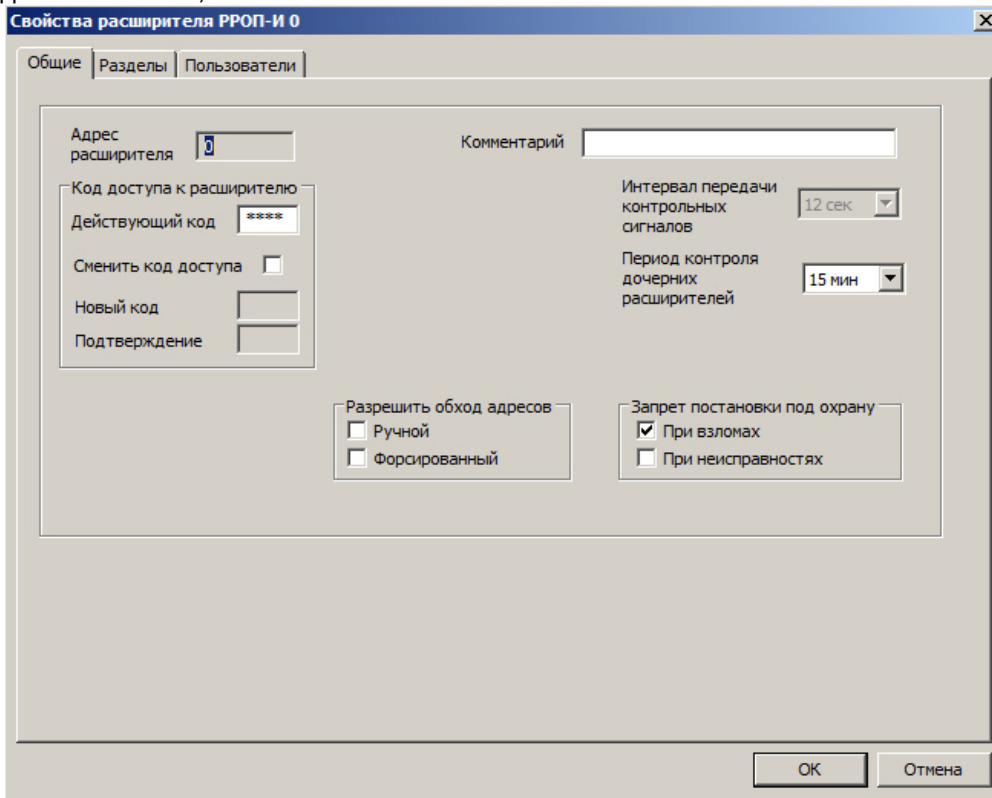 Свойства расширителя РРОП-И 0
Общие
Разделы
Пользователи
Адрес
расширителя
0
Комментарий
Код доступа к расширителю
Действующий код
****
Сменить код доступа
Новый код
Подтверждение
Интервал передачи
контрольных
сигналов
12 сек
Период контроля
дочерних
расширителей
15 мин
Разрешить обход адресов
Ручной
Форсированный
Запрет постановки под охрану
При взломах
При неисправностях
ОК
Отмена